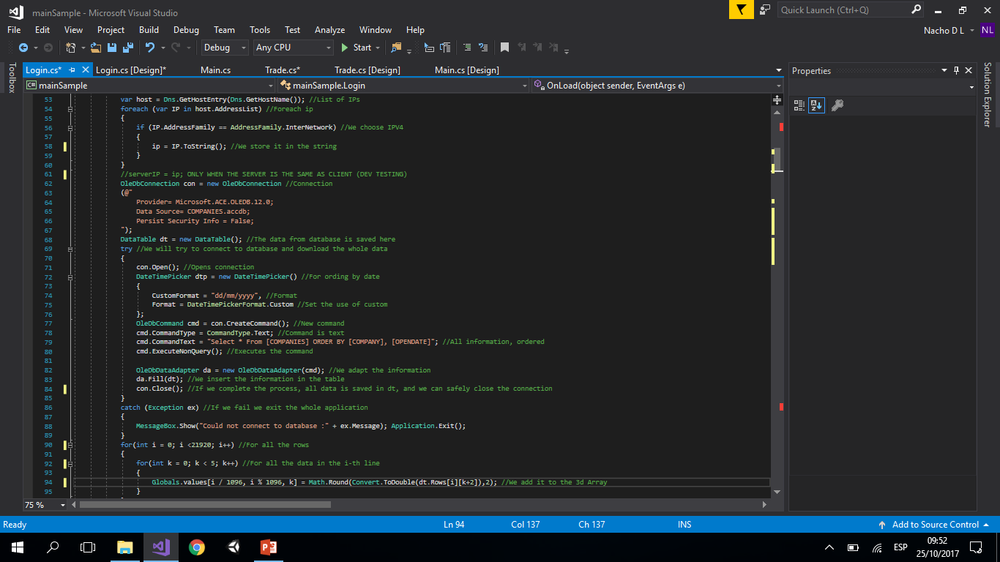 mainSample - Microsoft Visual Studio
Quick Launch (Ctrl+Q)
File Edit View Project Build Debug Team Tools Test Analyze Window Help
Nacho D L NL
Debug Any CPU Start
Toolbox
Login.cs* Login.cs [Design]* Main.cs Trade.cs* Trade.cs [Design] Main.cs [Design]
C# mainSample mainSample.Login OnLoad(object sender, EventArgs e)
53 var host = Dns.GetHostEntry(Dns.GetHostName()); //List of IPs
54 foreach (var IP in host.AddressList) //Foreach ip
55 {
56 if (IP.AddressFamily == AddressFamily.InterNetwork) //We choose IPV4
57 {
58 ip = IP.ToString(); //We store it in the string
59 }
60 }
61 //serverIP = ip; ONLY WHEN THE SERVER IS THE SAME AS CLIENT (DEV TESTING)
62 OleDbConnection con = new OleDbConnection //Connection
63 (@"
64 Provider= Microsoft.ACE.OLEDB.12.0;
65 Data Source= COMPANIES.accdb;
66 Persist Security Info = False;
67 ");
68 DataTable dt = new DataTable(); //The data from database is saved here
69 try //We will try to connect to database and download the whole data
70 {
71 con.Open(); //Opens connection
72 DateTimePicker dtp = new DateTimePicker() //For ording by date
73 {
74 CustomFormat = "dd/mm/yyyy", //Format
75 Format = DateTimePickerFormat.Custom //Set the use of custom
76 };
77 OleDbCommand cmd = con.CreateCommand(); //New command
78 cmd.CommandType = CommandType.Text; //Command is text
79 cmd.CommandText = "Select * From [COMPANIES] ORDER BY [COMPANY], [OPENDATE]"; //All information, ordered
80 cmd.ExecuteNonQuery(); //Executes the command
81
82 OleDbDataAdapter da = new OleDbDataAdapter(cmd); //We adapt the information
83 da.Fill(dt); //We insert the information in the table
84 con.Close(); //If we complete the process, all data is saved in dt, and we can safely close the connection
85 }
86 catch (Exception ex) //If we fail we exit the whole application
87 {
88 MessageBox.Show("Could not connect to database :" + ex.Message); Application.Exit();
89 }
90 for(int i = 0; i <21920; i++) //For all the rows
91 {
92 for(int k = 0; k < 5; k++) //For all the data in the i-th line
93 {
94 Globals.values[i / 1096, i % 1096, k] = Math.Round(Convert.ToDouble(dt.Rows[i][k+2]),2); //We add it to the 3d Array
95 }
75 %
Properties
Solution Explorer
Ready Ln 94 Col 137 Ch 137 INS Add to Source Control
ESP
09:52
25/10/2017